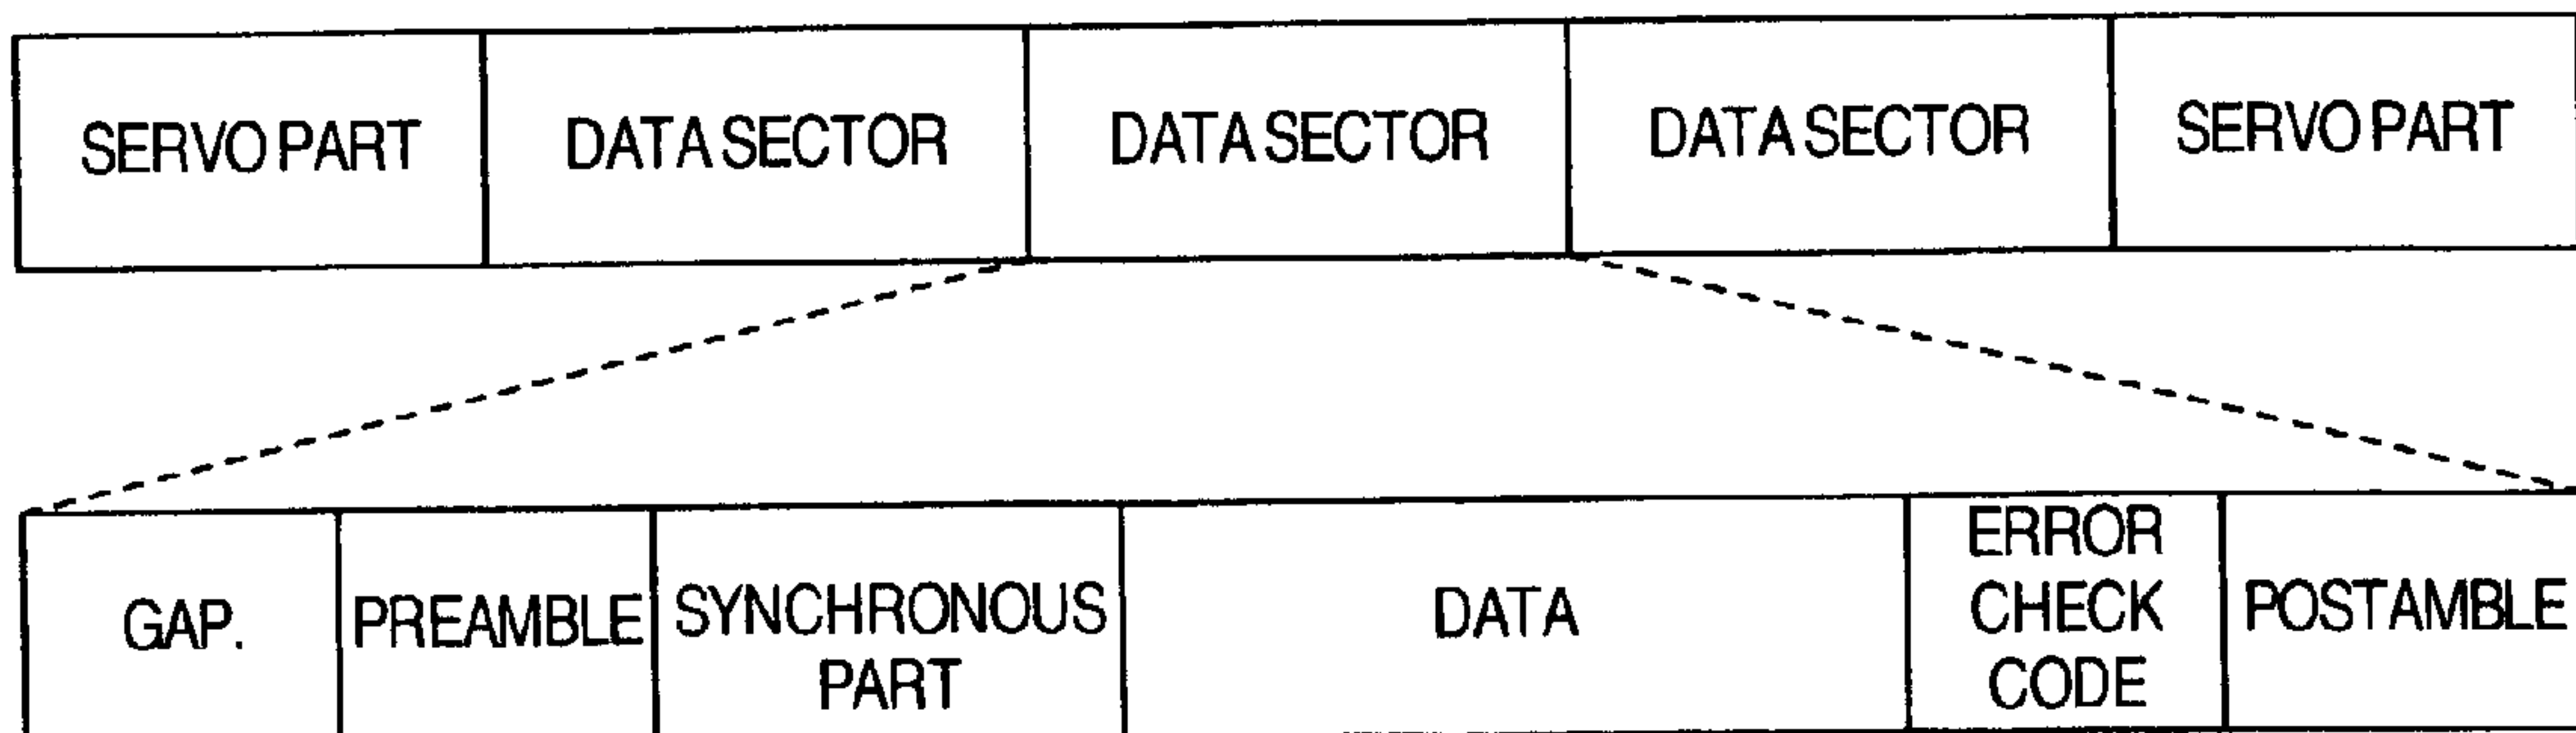 SERVO PART DATA SECTOR DATA SECTOR DATA SECTOR SERVO PART
GAP. PREAMBLE SYNCHRONOUS PART DATA ERROR CHECK CODE POSTAMBLE